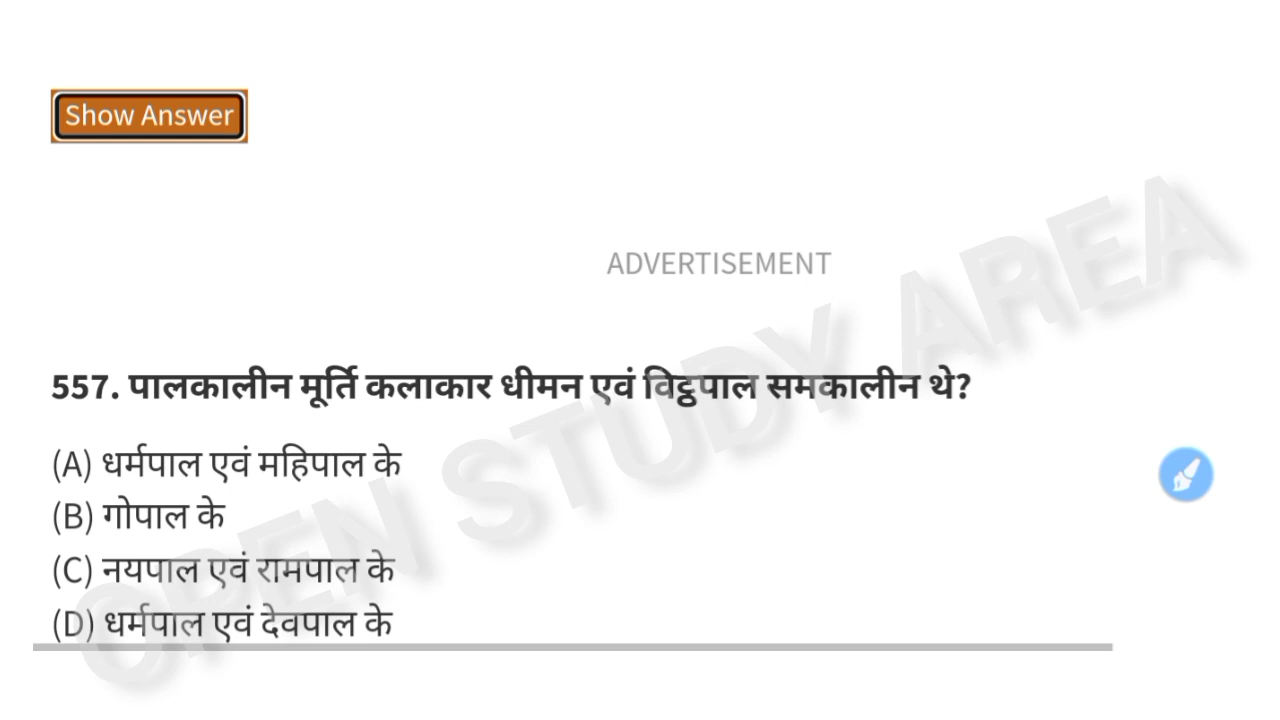 Show Answer
ADVERTISEMENT
557. पालकालीन मूर्ति कलाकार धीमन एवं विट्ठपाल समकालीन थे?
(A) धर्मपाल एवं महिपाल के
(B) गोपाल के
(C) नयपाल एवं रामपाल के
(D) धर्मपाल एवं देवपाल के
OPEN STUDY AREA